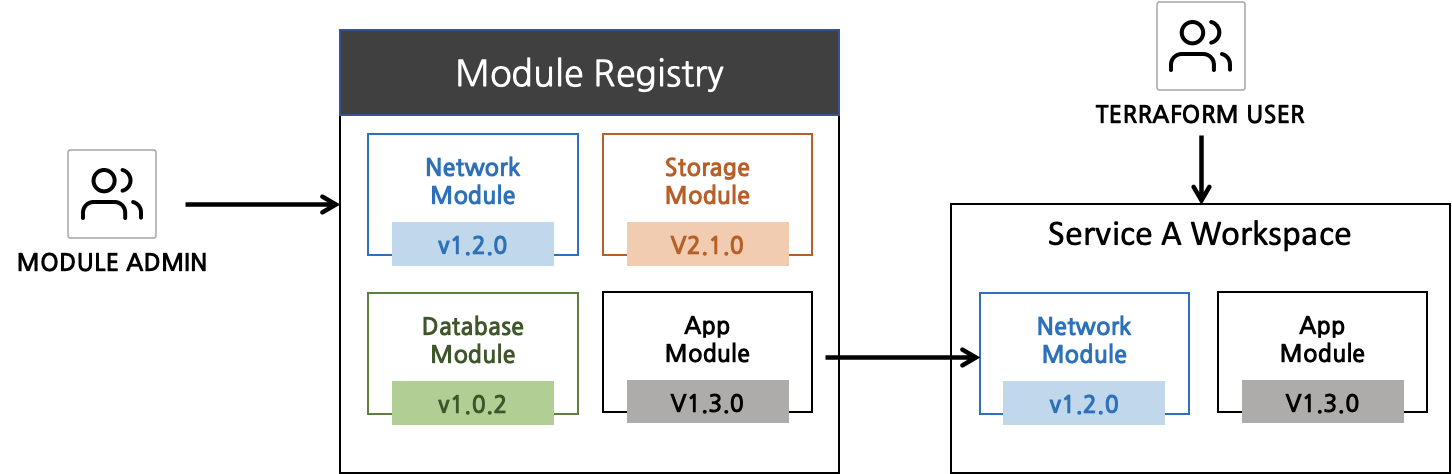 MODULE ADMIN
Module Registry
Network
Module
v1.2.0
Storage
Module
V2.1.0
Database
Module
v1.0.2
App
Module
V1.3.0
TERRAFORM USER
Service A Workspace
Network
Module
v1.2.0
App
Module
V1.3.0